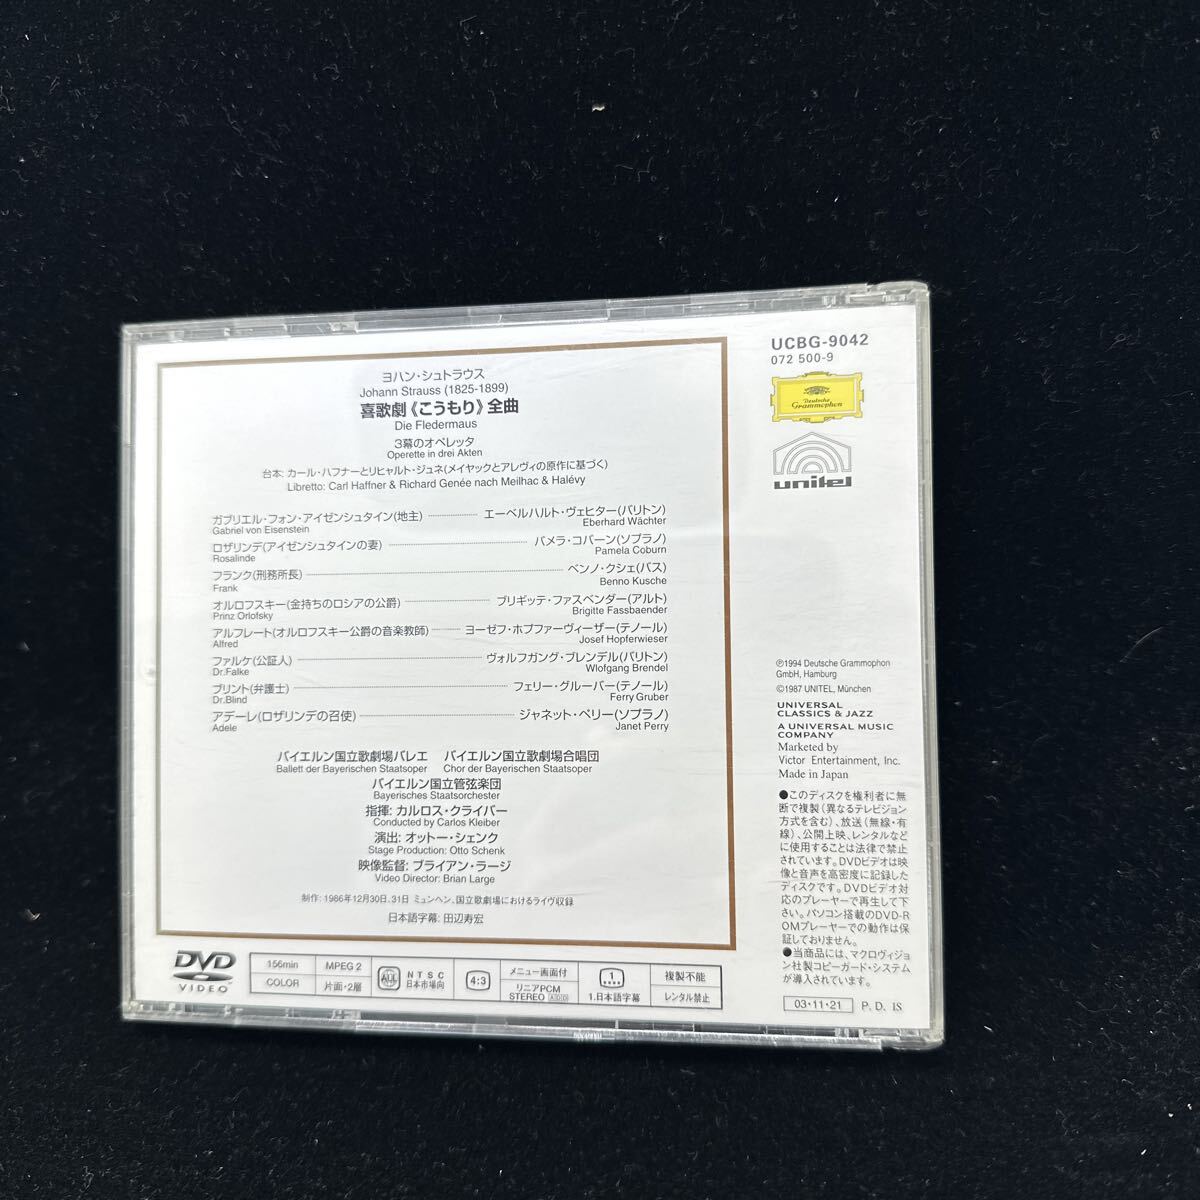 ヨハン・シュトラウス
Johann Strauss (1825-1899)
喜歌劇《こうもり》全曲
Die Fledermaus
3幕のオペレッタ
Operette in drei Akten
台本: カール・ハフナーとリヒャルト・ジュネ(メイヤックとアレヴィの原作に基づく)
Libretto: Carl Haffner & Richard Genée nach Meilhac & Halévy
ガブリエル・フォン・アイゼンシュタイン(地主) エーベルハルト・ヴェヒター(バリトン)
Gabriel von Eisenstein Eberhard Wächter
ロザリンデ(アイゼンシュタインの妻) パメラ・コバーン(ソプラノ)
Rosalinde Pamela Coburn
フランク(刑務所長) ベンノ・クシェ(バス)
Frank Benno Kusche
オルロフスキー(金持ちのロシアの公爵) ブリギッテ・ファスベンダー(アルト)
Prinz Orlofsky Brigitte Fassbaender
アルフレート(オルロフスキー公爵の音楽教師) ヨーゼフ・ホプファーヴィーザー(テノール)
Alfred Josef Hopferwieser
ファルケ(公証人) ヴォルフガング・ブレンデル(バリトン)
Dr.Falke Wlofgang Brendel
ブリント(弁護士) フェリー・グルーバー(テノール)
Dr.Blind Ferry Gruber
アデーレ(ロザリンデの召使) ジャネット・ペリー(ソプラノ)
Adele Janet Perry
バイエルン国立歌劇場バレエ バイエルン国立歌劇場合唱団
Ballett der Bayerischen Staatsoper Chor der Bayerischen Staatsoper
バイエルン国立管弦楽団
Bayerisches Staatsorchester
指揮: カルロス・クライバー
Conducted by Carlos Kleiber
演出: オットー・シェンク
Stage Production: Otto Schenk
映像監督: ブライアン・ラージ
Video Director: Brian Large
制作: 1986年12月30日、31日 ミュンヘン、国立歌劇場におけるライヴ収録
日本語字幕: 田辺寿宏
DVD
VIDEO
156min MPEG 2
COLOR 片面・2層
ALL NTSC
日本市場向
4:3
メニュー画面付
リニアPCM
STEREO ADD
1
1.日本語字幕
複製不能
レンタル禁止
UCBG-9042
072 500-9
Deutsche
Grammophon
unitel
℗1994 Deutsche Grammophon
GmbH, Hamburg
©1987 UNITEL, München
UNIVERSAL
CLASSICS & JAZZ
A UNIVERSAL MUSIC
COMPANY
Marketed by
Victor Entertainment, Inc.
Made in Japan
●このディスクを権利者に無
断で複製(異なるテレビジョン
方式を含む)、放送(無線・有
線)、公開上映、レンタルなど
に使用することは法律で禁止
されています。DVDビデオは映
像と音声を高密度に記録した
ディスクです。DVDビデオ対
応のプレーヤーで再生して下
さい。パソコン搭載のDVD-R
OMプレーヤーでの動作は保
証しておりません。
●当商品には、マクロヴィジョ
ン社製コピーガード・システム
が導入されています。
03・11・21 P. D. IS